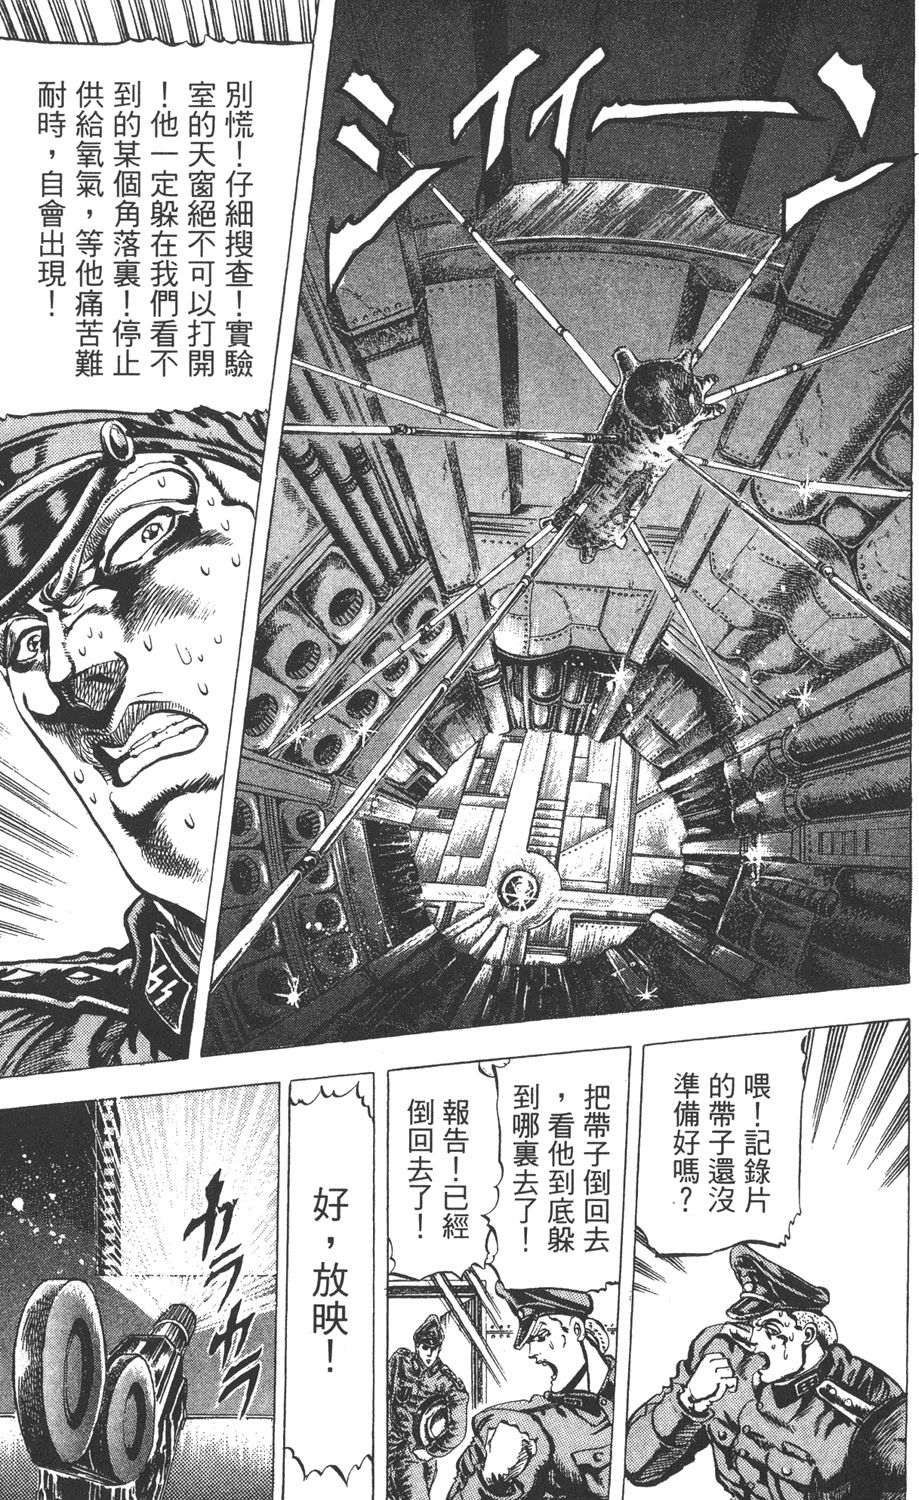 シイーン
別慌！仔細搜查！實驗
室的天窗絕不可以打開
！他一定躲在我們看不
到的某個角落裏！停止
供給氧氣，等他痛苦難
耐時，自會出現！
喂！記錄片
的帶子還沒
準備好嗎？
把帶子倒回去
，看他到底躲
到哪裏去了！
報告！已經
倒回去了！
好，放映！
カラカラカ